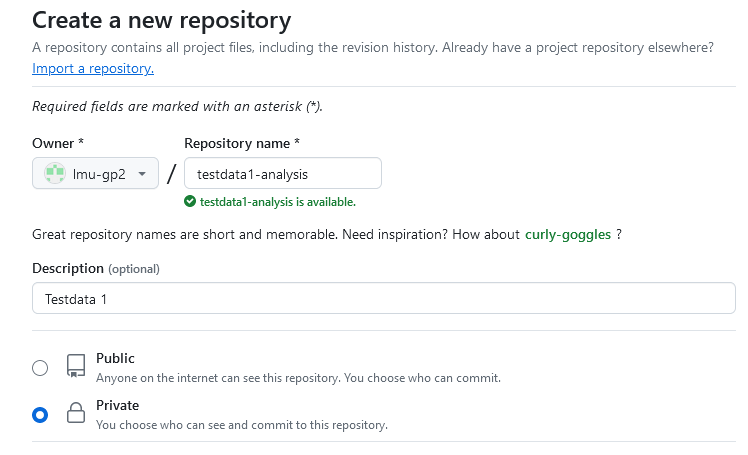 Create a new repository
A repository contains all project files, including the revision history. Already have a project repository elsewhere?
Import a repository.
Required fields are marked with an asterisk (*).
Owner * Repository name *
lmu-gp2 / testdata1-analysis
testdata1-analysis is available.
Great repository names are short and memorable. Need inspiration? How about curly-goggles ?
Description (optional)
Testdata 1
Public
Anyone on the internet can see this repository. You choose who can commit.
Private
You choose who can see and commit to this repository.